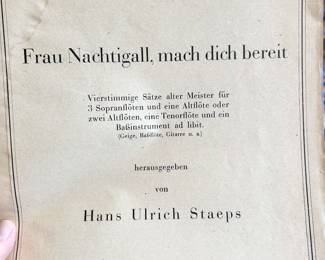 Frau Nachtigall, mach dich bereit
Vierstimmige Sätze alter Meister für
3 Sopranflöten und eine Altflöte oder
zwei Altflöten, eine Tenorflöte und ein
Baßinstrument ad libit.
(Geige, Baßflöte, Gitarre u. a.)
herausgegeben
von
Hans Ulrich Staeps